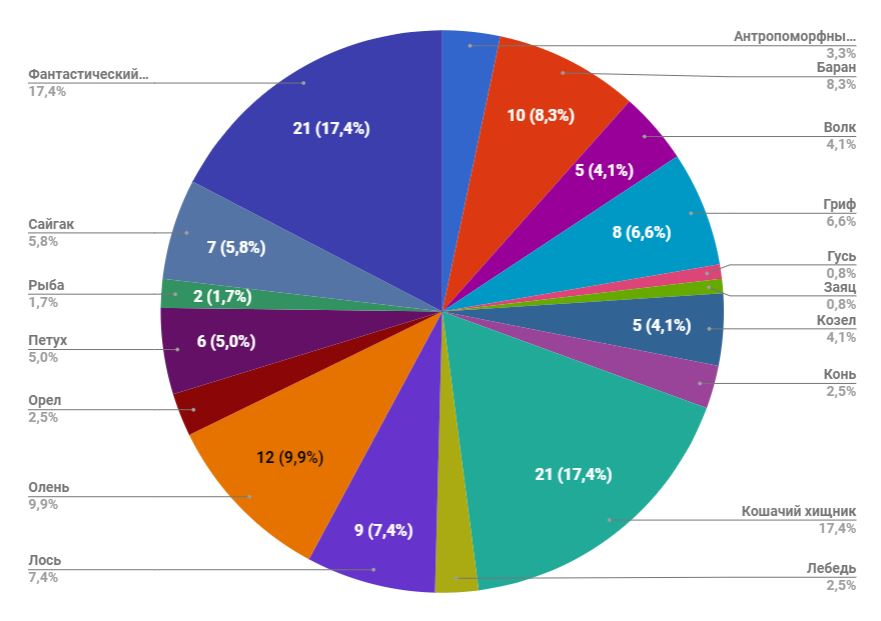 Антропоморфны...
3,3%
Баран
8,3%
Волк
4,1%
Гриф
6,6%
Гусь
0,8%
Заяц
0,8%
Козел
4,1%
Конь
2,5%
Кошачий хищник
17,4%
Лебедь
2,5%
Фантастический...
17,4%
Сайгак
5,8%
Рыба
1,7%
Петух
5,0%
Орел
2,5%
Олень
9,9%
Лось
7,4%
10 (8,3%)
5 (4,1%)
8 (6,6%)
5 (4,1%)
21 (17,4%)
9 (7,4%)
12 (9,9%)
6 (5,0%)
2 (1,7%)
7 (5,8%)
21 (17,4%)